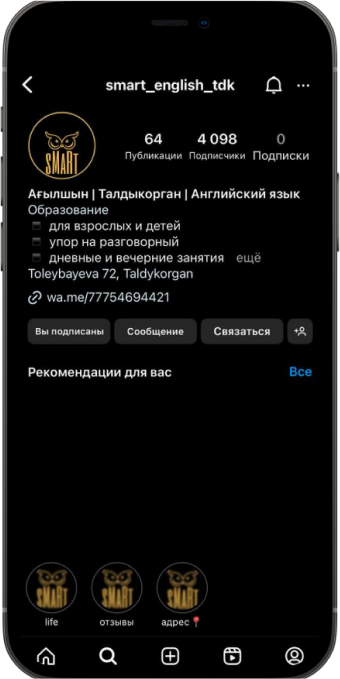 smart_english_tdk
SMART
64 4 098 0
Публикации Подписчики Подписки
Ағылшын | Талдыкорган | Английский язык
Образование
для взрослых и детей
упор на разговорный
дневные и вечерние занятия ещё
Toleybayeva 72, Taldykorgan
wa.me/77754694421
Вы подписаны Сообщение Связаться
Рекомендации для вас Все
SMART SMART SMART
life отзывы адрес📍